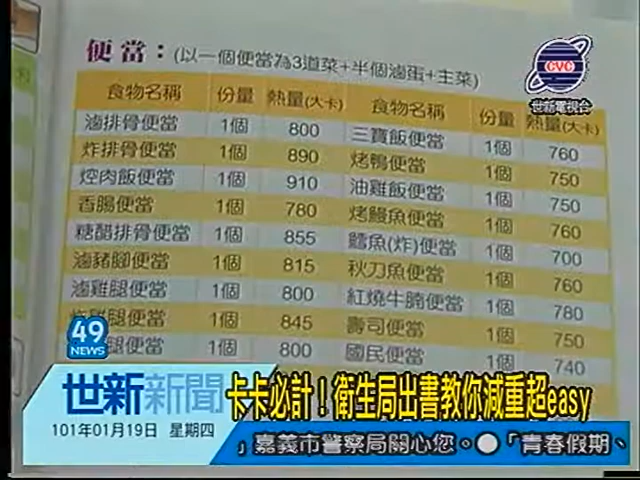 便當：(以一個便當為3道菜+半個滷蛋+主菜)
CVC
世新電視台
食物名稱 份量 熱量(大卡) 食物名稱 份量 熱量(大卡)
滷排骨便當 1個 800 三寶飯便當 1個 760
炸排骨便當 1個 890 烤鴨便當 1個 750
焢肉飯便當 1個 910 油雞飯便當 1個 750
香腸便當 1個 780 烤鰻魚便當 1個 760
糖醋排骨便當 1個 855 鱈魚(炸)便當 1個 700
滷豬腳便當 1個 815 秋刀魚便當 1個 760
滷雞腿便當 1個 800 紅燒牛腩便當 1個 780
雞腿便當 1個 845 壽司便當 1個 750
腿便當 1個 800 國民便當 1個 740
49
NEWS
世新新聞
卡卡必計！衛生局出書教你減重超easy
101年01月19日 星期四
」嘉義市警察局關心您。●「青春假期、